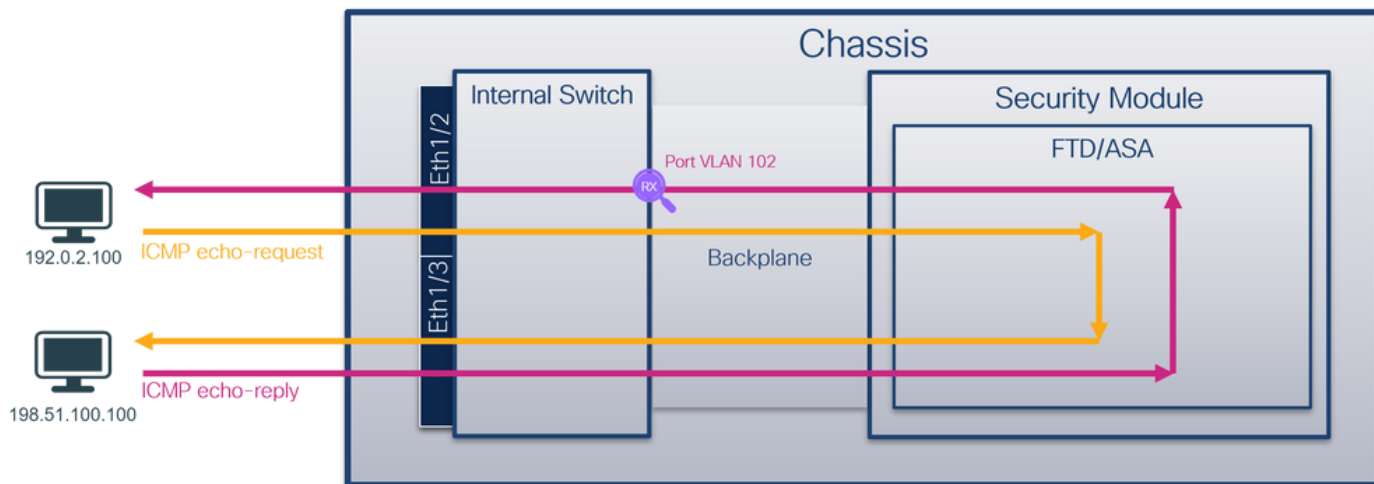 Chassis
Internal Switch
Security Module
FTD/ASA
Eth1/2
Port VLAN 102
RX
192.0.2.100
ICMP echo-request
Backplane
Eth1/3
198.51.100.100
ICMP echo-reply